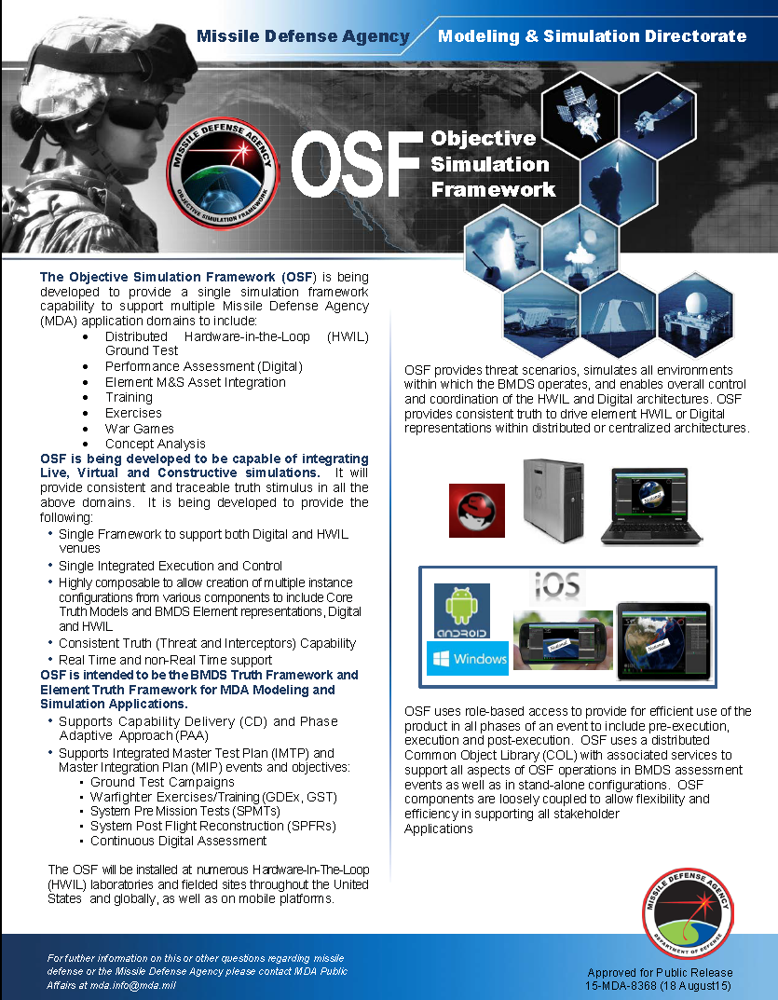 Missile Defense Agency
Modeling & Simulation Directorate
MISSILE DEFENSE AGENCY
OBJECTIVE SIMULATION FRAMEWORK
OSF
Objective
Simulation
Framework
The Objective Simulation Framework (OSF) is being
developed to provide a single simulation framework
capability to support multiple Missile Defense Agency
(MDA) application domains to include:
• Distributed Hardware-in-the-Loop (HWIL)
Ground Test
• Performance Assessment (Digital)
• Element M&S Asset Integration
• Training
• Exercises
• War Games
• Concept Analysis
OSF is being developed to be capable of integrating
Live, Virtual and Constructive simulations. It will
provide consistent and traceable truth stimulus in all the
above domains. It is being developed to provide the
following:
• Single Framework to support both Digital and HWIL
venues
• Single Integrated Execution and Control
• Highly composable to allow creation of multiple instance
configurations from various components to include Core
Truth Models and BMDS Element representations, Digital
and HWIL
• Consistent Truth (Threat and Interceptors) Capability
• Real Time and non-Real Time support
OSF is intended to be the BMDS Truth Framework and
Element Truth Framework for MDA Modeling and
Simulation Applications.
• Supports Capability Delivery (CD) and Phase
Adaptive Approach (PAA)
• Supports Integrated Master Test Plan (IMTP) and
Master Integration Plan (MIP) events and objectives:
• Ground Test Campaigns
• Warfighter Exercises/Training (GDEx, GST)
• System Pre Mission Tests (SPMTs)
• System Post Flight Reconstruction (SPFRs)
• Continuous Digital Assessment
The OSF will be installed at numerous Hardware-In-The-Loop
(HWIL) laboratories and fielded sites throughout the United
States and globally, as well as on mobile platforms.
OSF provides threat scenarios, simulates all environments
within which the BMDS operates, and enables overall control
and coordination of the HWIL and Digital architectures. OSF
provides consistent truth to drive element HWIL or Digital
representations within distributed or centralized architectures.
Notional
iOS
ANDROID
Windows
Notional
Notional
OSF uses role-based access to provide for efficient use of the
product in all phases of an event to include pre-execution,
execution and post-execution. OSF uses a distributed
Common Object Library (COL) with associated services to
support all aspects of OSF operations in BMDS assessment
events as well as in stand-alone configurations. OSF
components are loosely coupled to allow flexibility and
efficiency in supporting all stakeholder
Applications
MISSILE DEFENSE AGENCY
DEPARTMENT OF DEFENSE
For further information on this or other questions regarding missile
defense or the Missile Defense Agency please contact MDA Public
Affairs at mda.info@mda.mil
Approved for Public Release
15-MDA-8368 (18 August15)